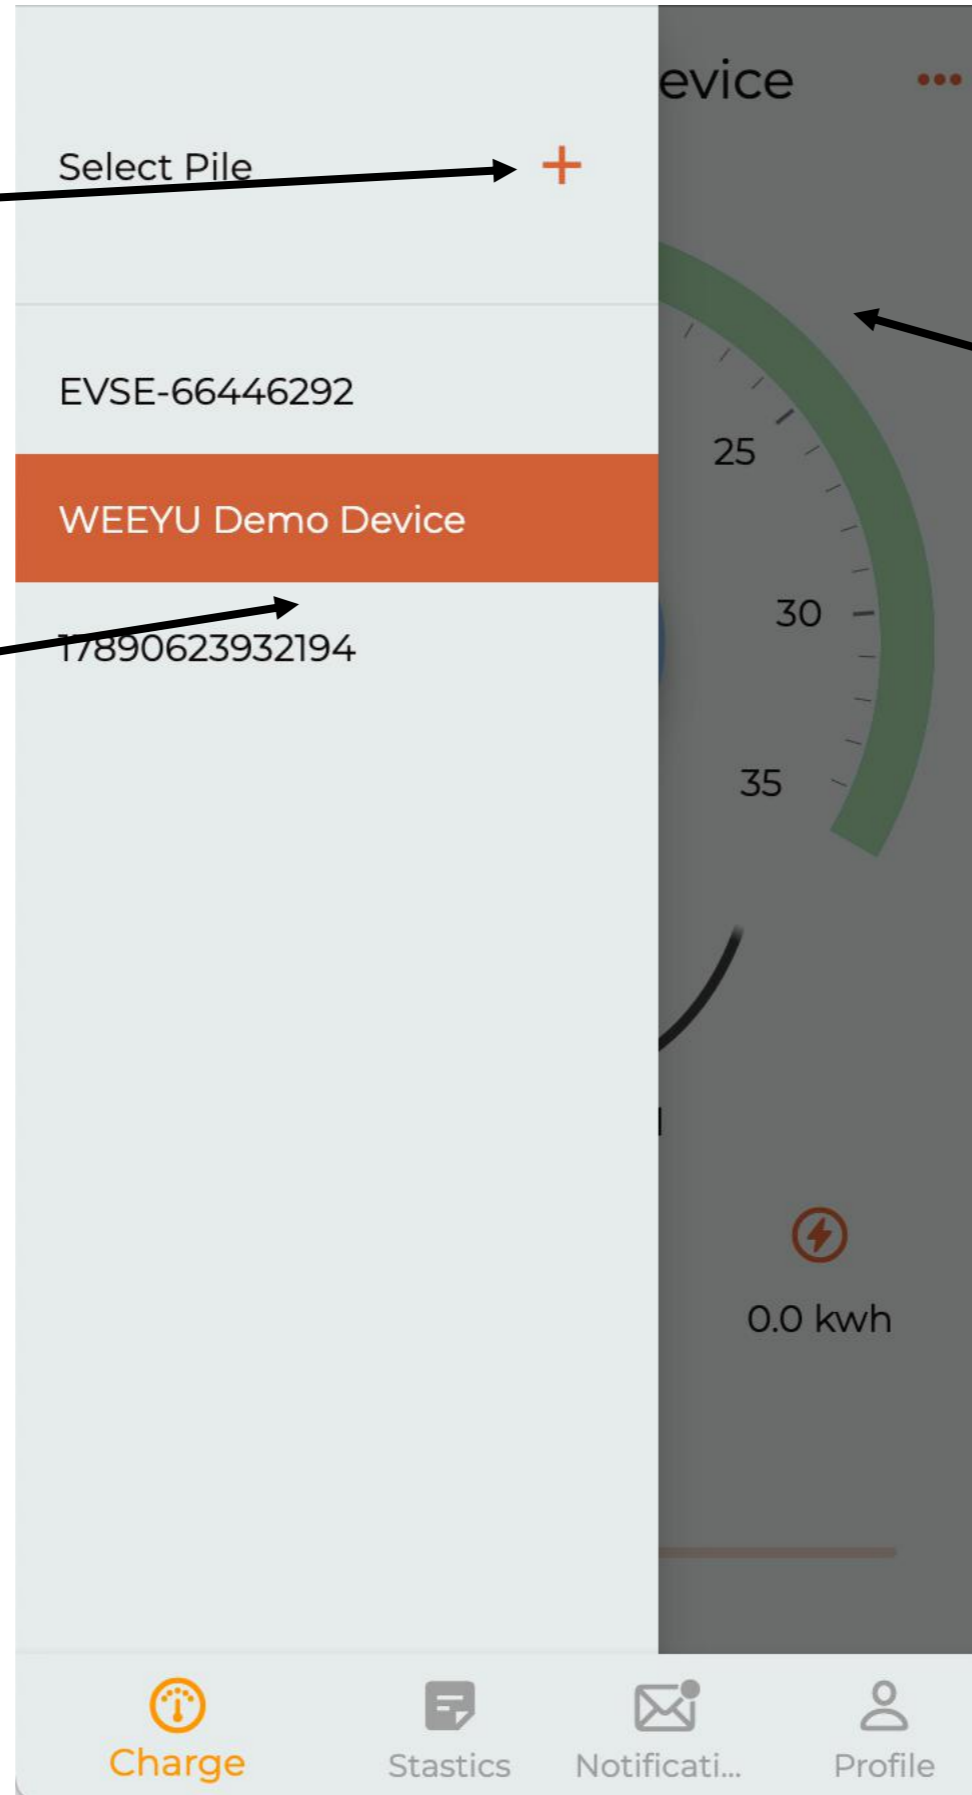 evice
Select Pile
EVSE-66446292
25
WEEYU Demo Device
30
17890623932194
35
0.0 kwh
Charge
Stastics
Notificati...
Profile